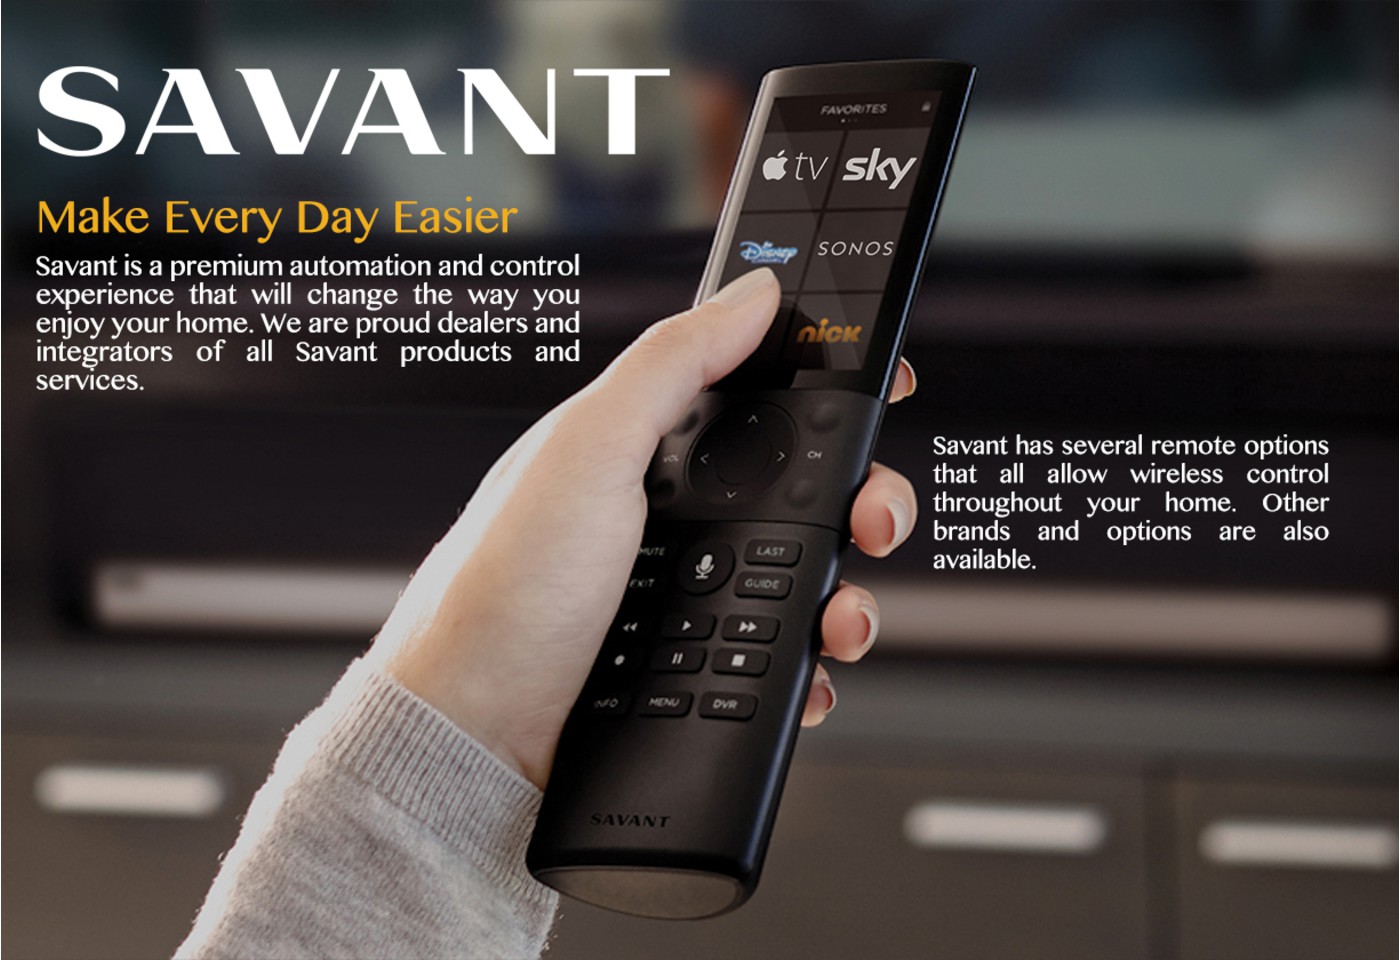 SAVANT
Make Every Day Easier
Savant is a premium automation and control
experience that will change the way you
enjoy your home. We are proud dealers and
integrators of all Savant products and
services.
FAVORITES
tv sky
Disney SONOS
nick
VOL CH
Savant has several remote options
that all allow wireless control
throughout your home. Other
brands and options are also
available.
MUTE LAST
EXIT GUIDE
INFO MENU DVR
SAVANT